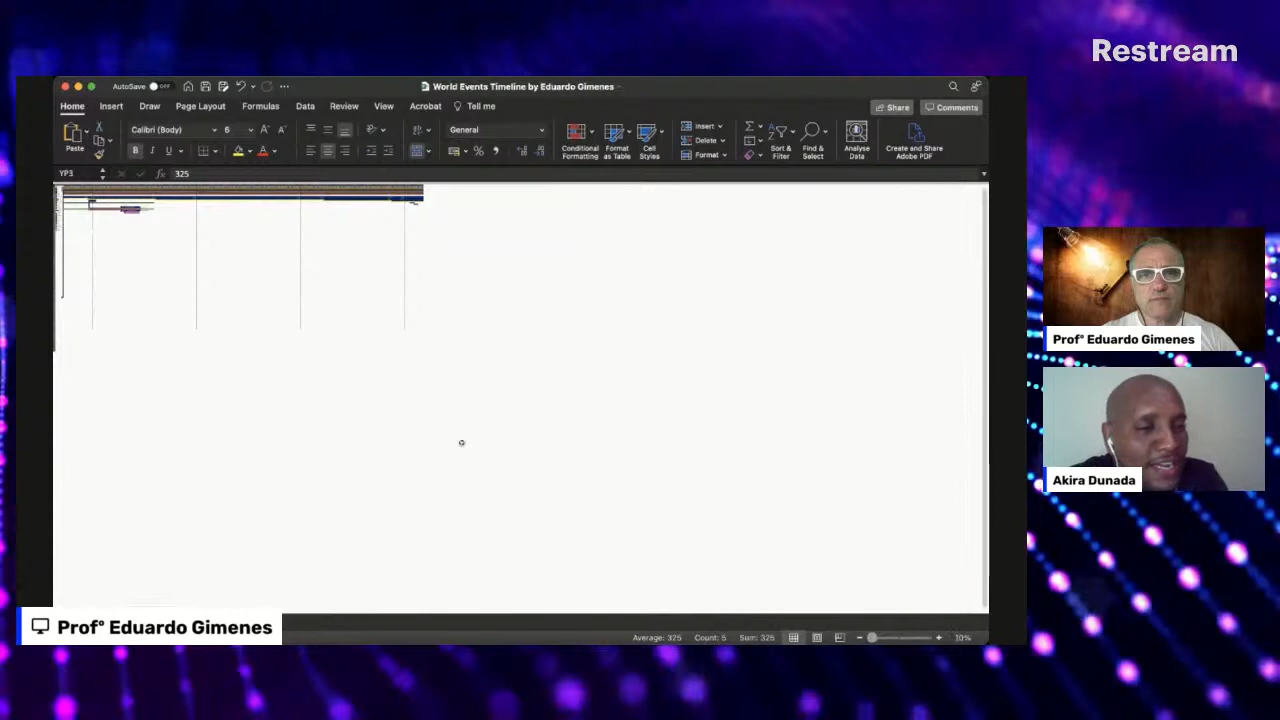 Restream
AutoSave OFF
World Events Timeline by Eduardo Gimenes
Home Insert Draw Page Layout Formulas Data Review View Acrobat Tell me
Share Comments
Paste
Calibri (Body) 6
General
Conditional Formatting
Format as Table
Cell Styles
Insert
Delete
Format
Sort & Filter
Find & Select
Analyse Data
Create and Share Adobe PDF
YP3 fx 325
Prof° Eduardo Gimenes
Akira Dunada
Prof° Eduardo Gimenes
Average: 325 Count: 5 Sum: 325 10%